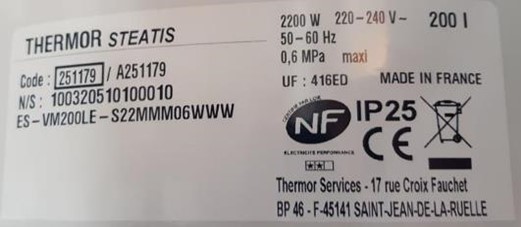 THERMOR STEATIS
Code : 251179 / A251179
N/S : 100320510100010
ES-VM200LE-S22MMM06WWW
2200 W 220-240 V~ 200 l
50-60 Hz
0,6 MPa maxi
UF : 416ED MADE IN FRANCE
NF IP25
CE
ELECTRICITE PERFORMANCE
Thermor Services - 17 rue Croix Fauchet
BP 46 - F-45141 SAINT-JEAN-DE-LA-RUELLE